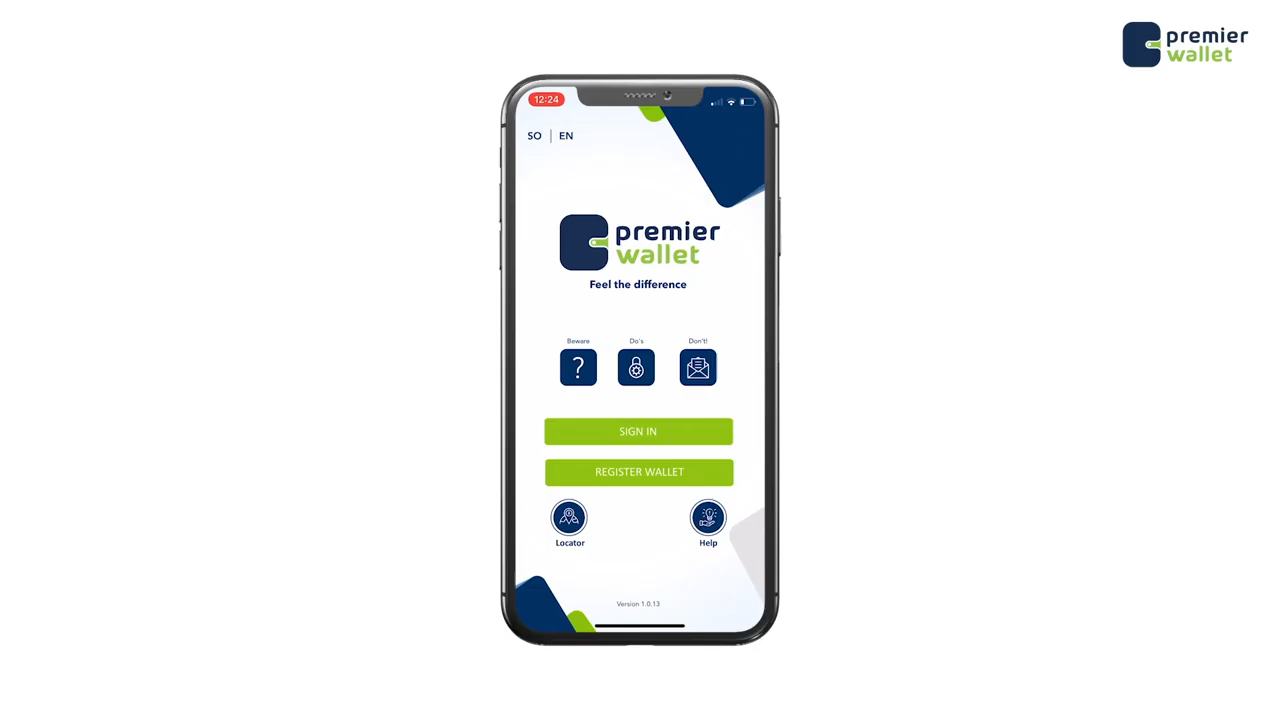 premier
wallet
12:24
SO | EN
premier
wallet
Feel the difference
Beware
Do's
Don't!
?
SIGN IN
REGISTER WALLET
Locator
Help
Version 1.0.13